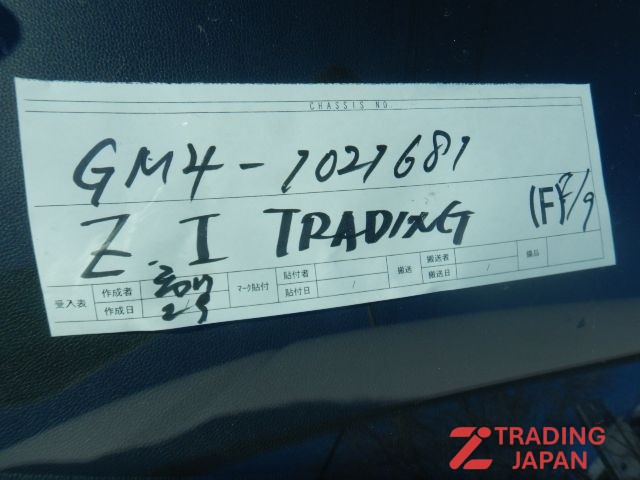 CHASSIS NO.
GM4-1021681
Z.I TRADING
受入表 作成者 マーク貼付 貼付者 搬送 搬送者 備品
作成日 貼付日 / 搬送日 /
TRADING
JAPAN